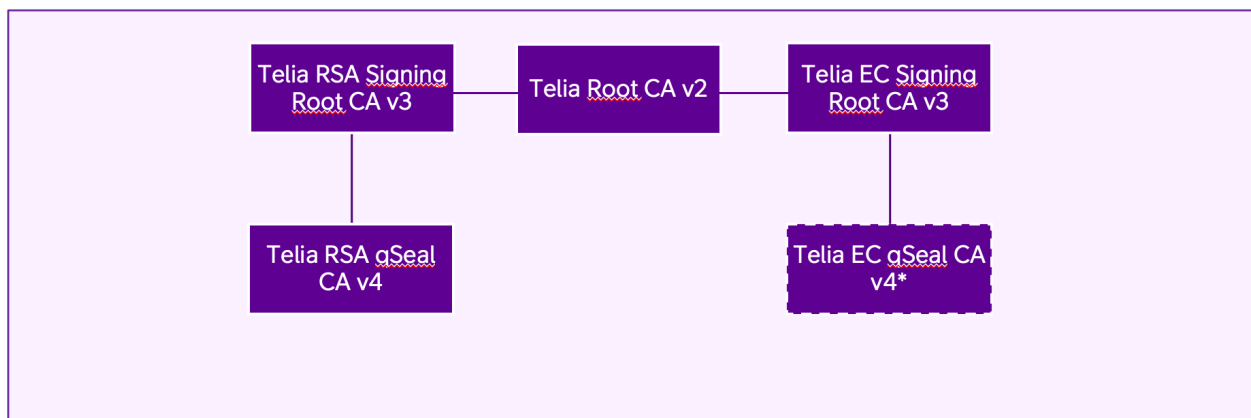 Telia RSA Signing
Root CA v3
Telia Root CA v2
Telia EC Signing
Root CA v3
Telia RSA qSeal
CA v4
Telia EC qSeal CA
v4*